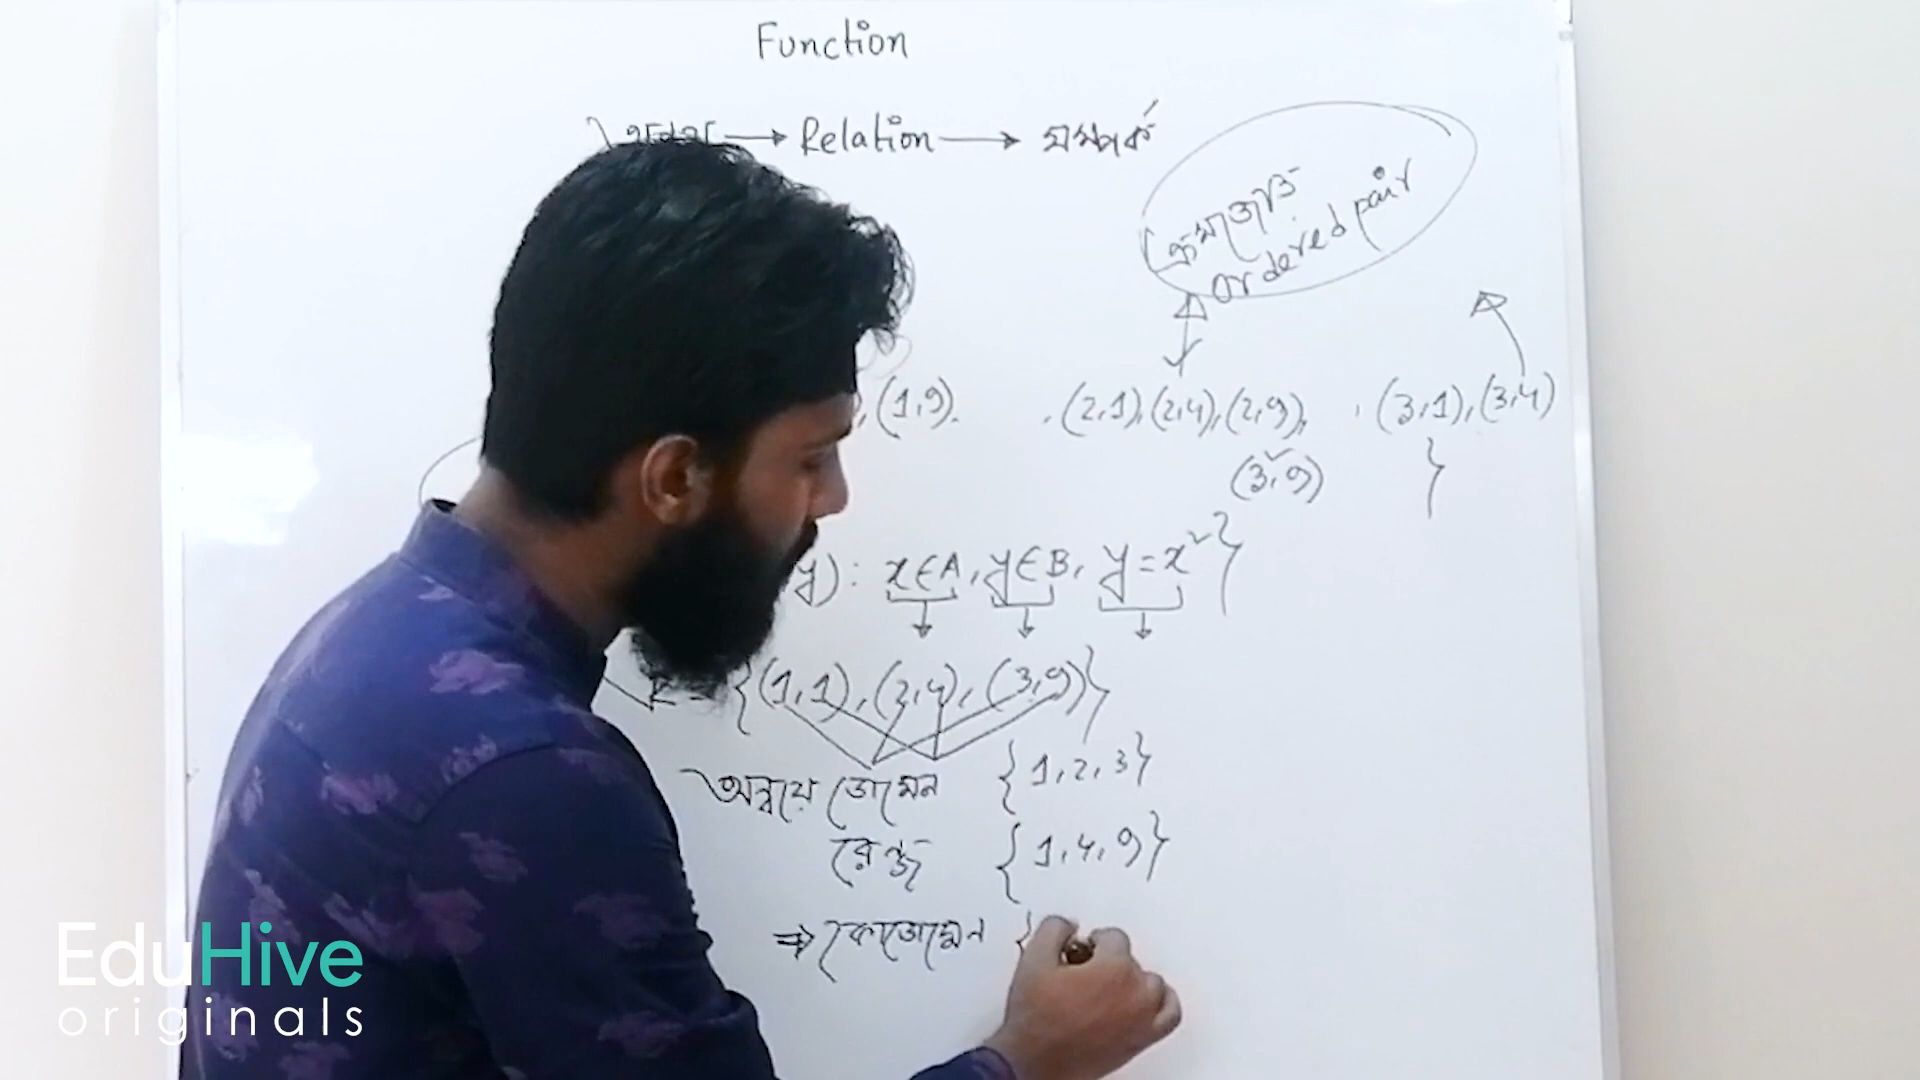 Function
অন্বয় → Relation → সম্পর্ক
ক্রমজোড়
ordered pair
, (1,9). . (2,1), (2,4), (2,9), , (3,1), (3,4)
(3,9) }
y) : x∈A, y∈B, y = x² }
{(1,1), (2,4), (3,9)}
অন্বয়ে ডোমেন {1, 2, 3}
রেঞ্জ {1, 4, 9}
⇒ কোডোমেন {
EduHive
originals